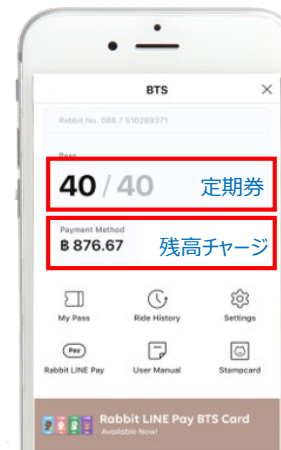 BTS
Rabbit No. 088 7 510299371
Pass
40 / 40 定期券
Payment Method
฿ 876.67 残高チャージ
My Pass Ride History Settings
Pay
Rabbit LINE Pay User Manual Stampcard
Rabbit LINE Pay BTS Card
Available Now!